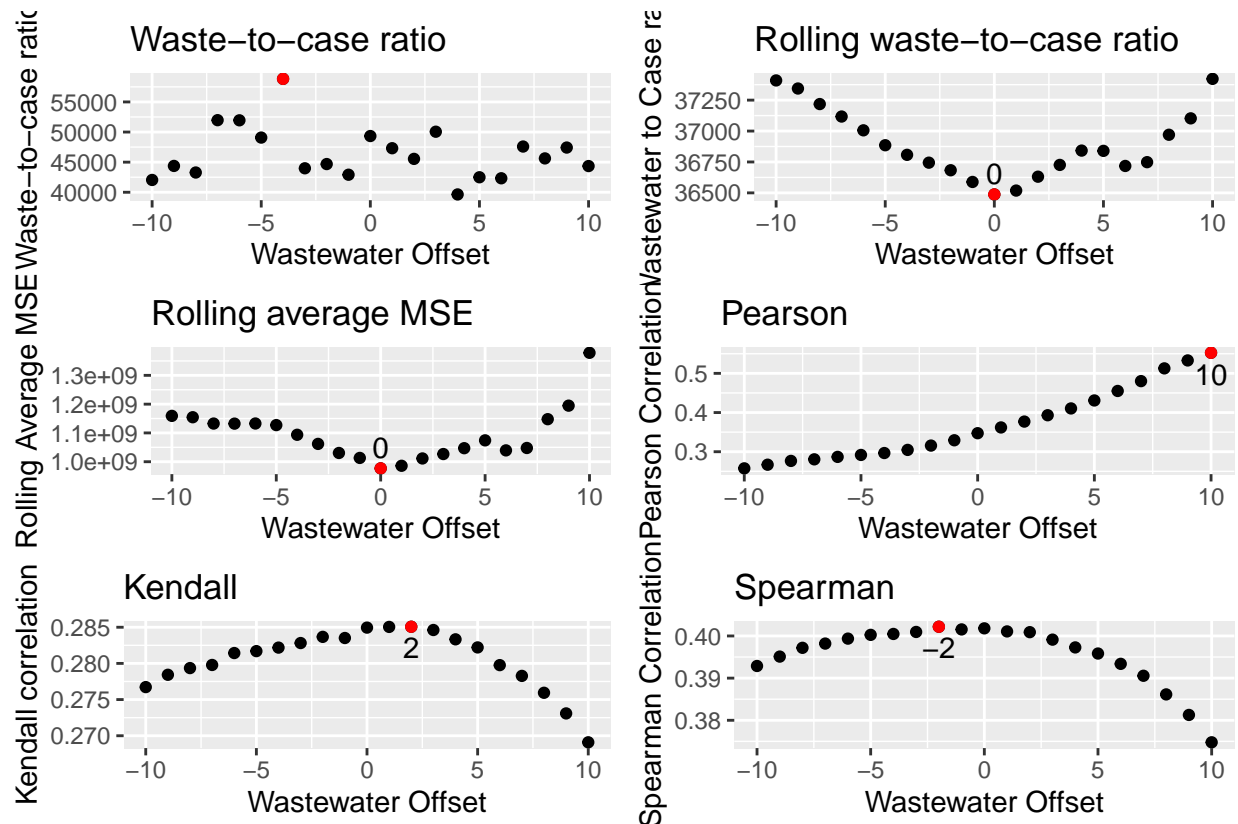 Waste−to−case ratio
Waste−to−case ratio
55000
50000
45000
40000
−10 −5 0 5 10
Wastewater Offset
Rolling waste−to−case ratio
Wastewater to Case ra
37250
37000
36750
36500
0
−10 −5 0 5 10
Wastewater Offset
Rolling average MSE
Rolling Average MSE
1.3e+09
1.2e+09
1.1e+09
1.0e+09
0
−10 −5 0 5 10
Wastewater Offset
Pearson
Pearson Correlation
0.5
0.4
0.3
10
−10 −5 0 5 10
Wastewater Offset
Kendall
Kendall correlation
0.285
0.280
0.275
0.270
2
−10 −5 0 5 10
Wastewater Offset
Spearman
Spearman Correlation
0.40
0.39
0.38
−2
−10 −5 0 5 10
Wastewater Offset